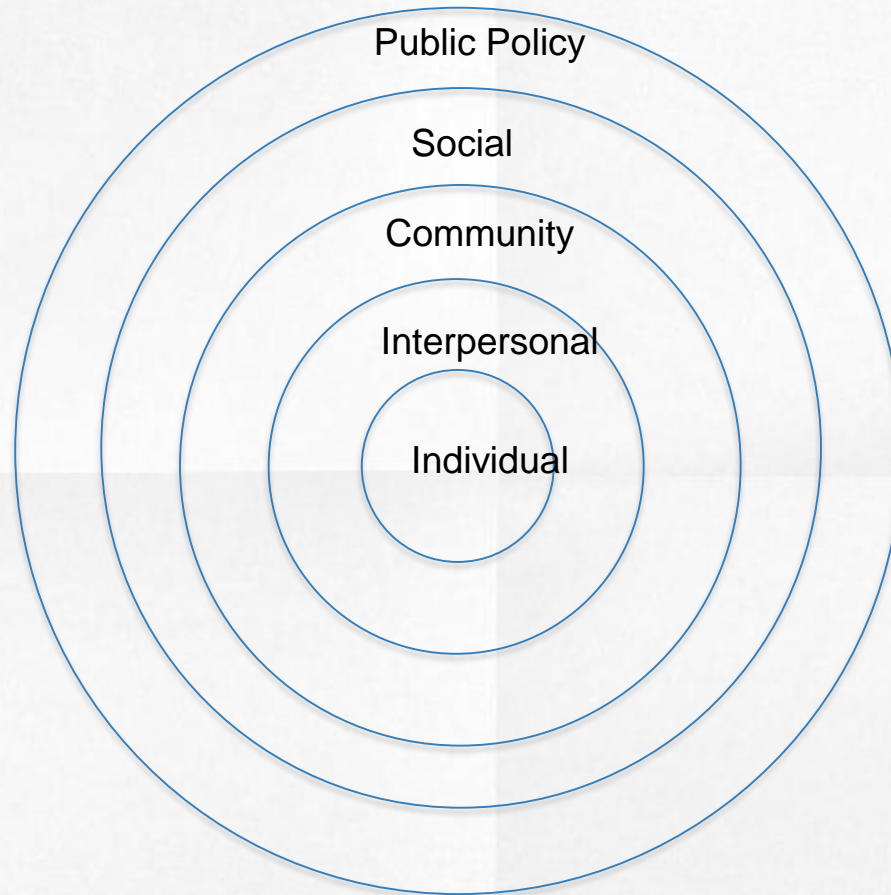 Public Policy
Social
Community
Interpersonal
Individual